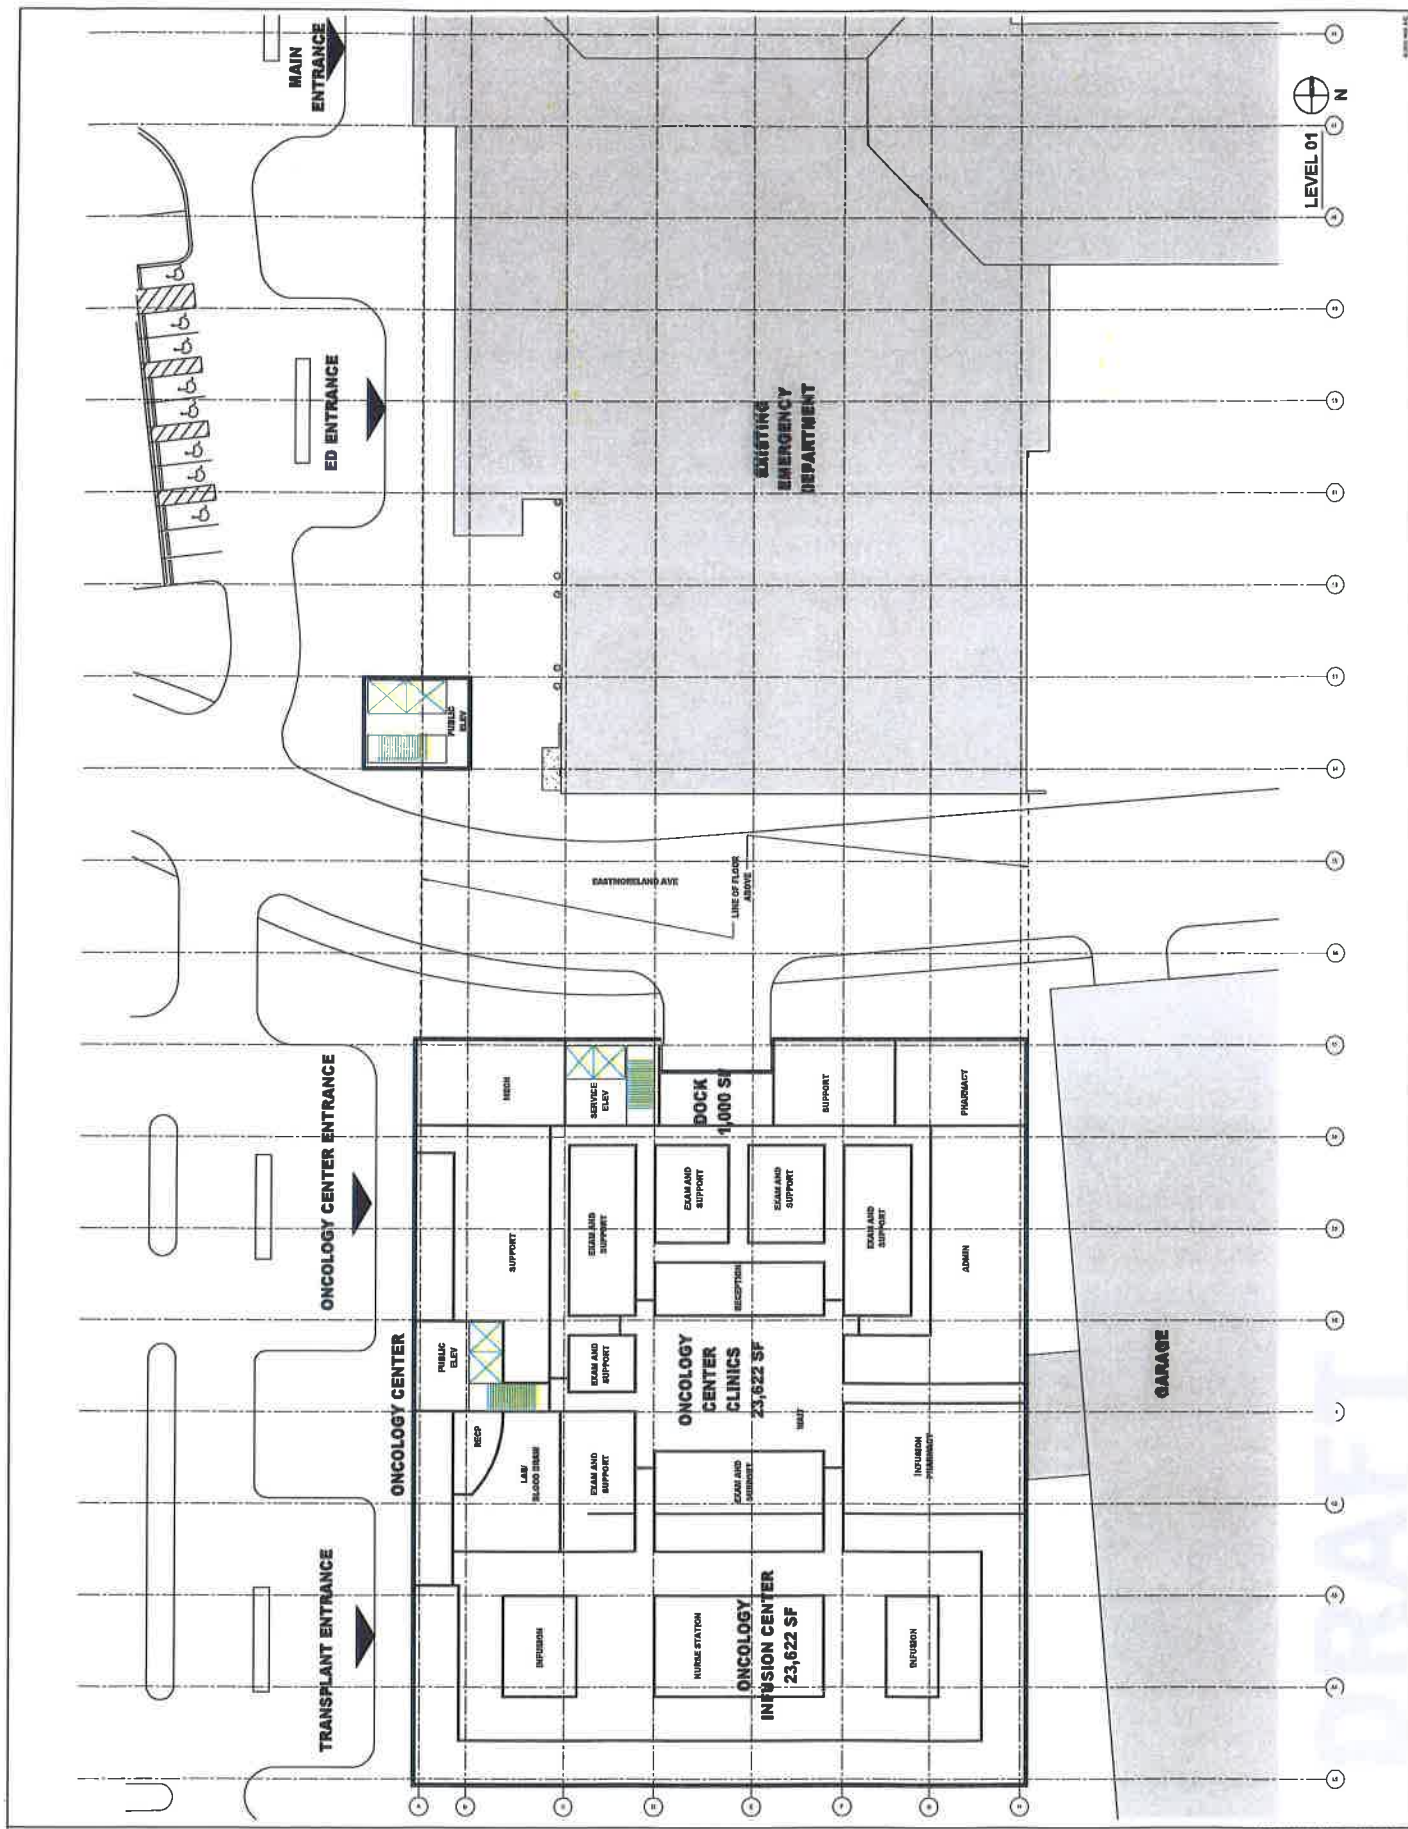 MAIN
ENTRANCE
ED ENTRANCE
ONCOLOGY CENTER ENTRANCE
TRANSPLANT ENTRANCE
LEVEL 01
N
EXISTING
EMERGENCY
DEPARTMENT
PUBLIC
ELEV
EASTMORELAND AVE
LINE OF FLOOR
ABOVE
ONCOLOGY CENTER
MECH
SERVICE
ELEV
DOCK
1,000 SF
SUPPORT
PHARMACY
SUPPORT
EXAM AND
SUPPORT
EXAM AND
SUPPORT
EXAM AND
SUPPORT
EXAM AND
SUPPORT
ADMIN
RECEPTION
PUBLIC
ELEV
EXAM AND
SUPPORT
ONCOLOGY
CENTER
CLINICS
23,622 SF
WAIT
RECP
LAB/
BLOOD DRAW
EXAM AND
SUPPORT
EXAM AND
SUPPORT
INFUSION
PHARMACY
INFUSION
NURSE STATION
ONCOLOGY
INFUSION CENTER
23,622 SF
INFUSION
GARAGE
DRAFT